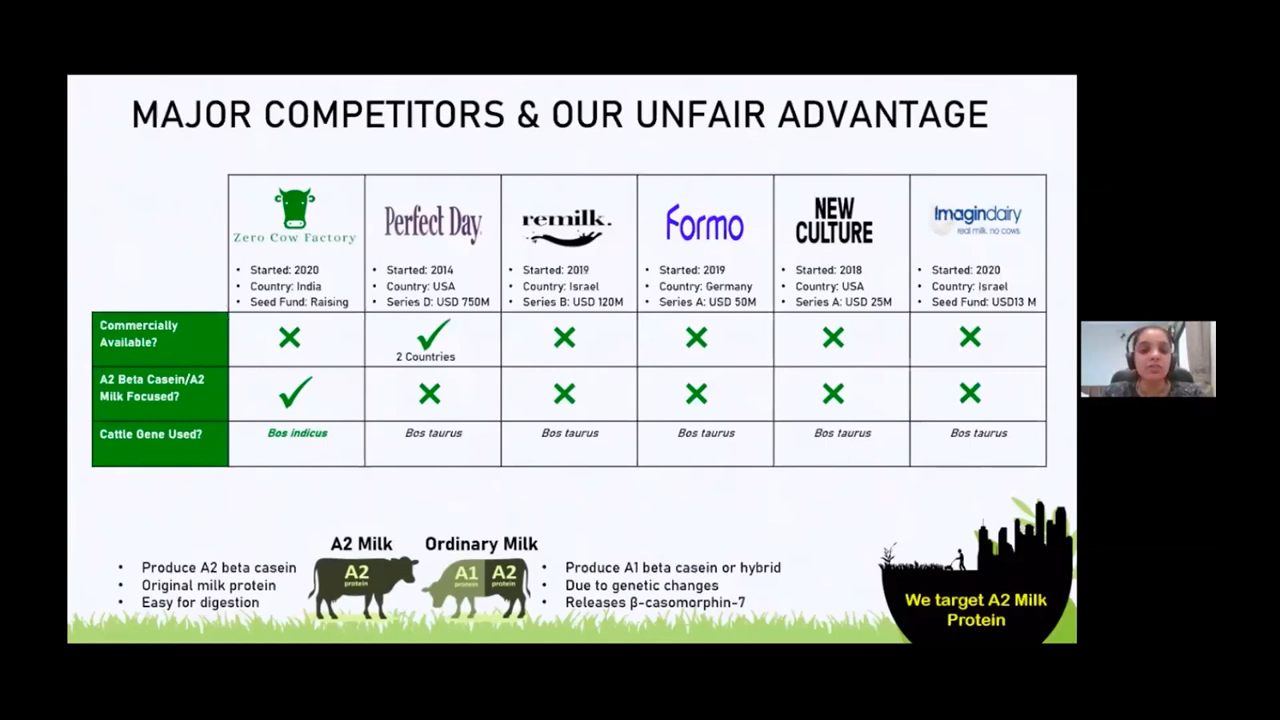 MAJOR COMPETITORS & OUR UNFAIR ADVANTAGE
Zero Cow Factory
• Started: 2020
• Country: India
• Seed Fund: Raising
Perfect Day
• Started: 2014
• Country: USA
• Series D: USD 750M
remilk.
• Started: 2019
• Country: Israel
• Series B: USD 120M
Formo
• Started: 2019
• Country: Germany
• Series A: USD 50M
NEW
CULTURE
• Started: 2018
• Country: USA
• Series A: USD 25M
Imagindairy
real milk. no cows.
• Started: 2020
• Country: Israel
• Seed Fund: USD13 M
Commercially
Available?
2 Countries
A2 Beta Casein/A2
Milk Focused?
Cattle Gene Used?
Bos indicus
Bos taurus
Bos taurus
Bos taurus
Bos taurus
Bos taurus
A2 Milk
• Produce A2 beta casein
• Original milk protein
• Easy for digestion
A2
protein
Ordinary Milk
A1
protein
A2
protein
• Produce A1 beta casein or hybrid
• Due to genetic changes
• Releases β-casomorphin-7
We target A2 Milk
Protein